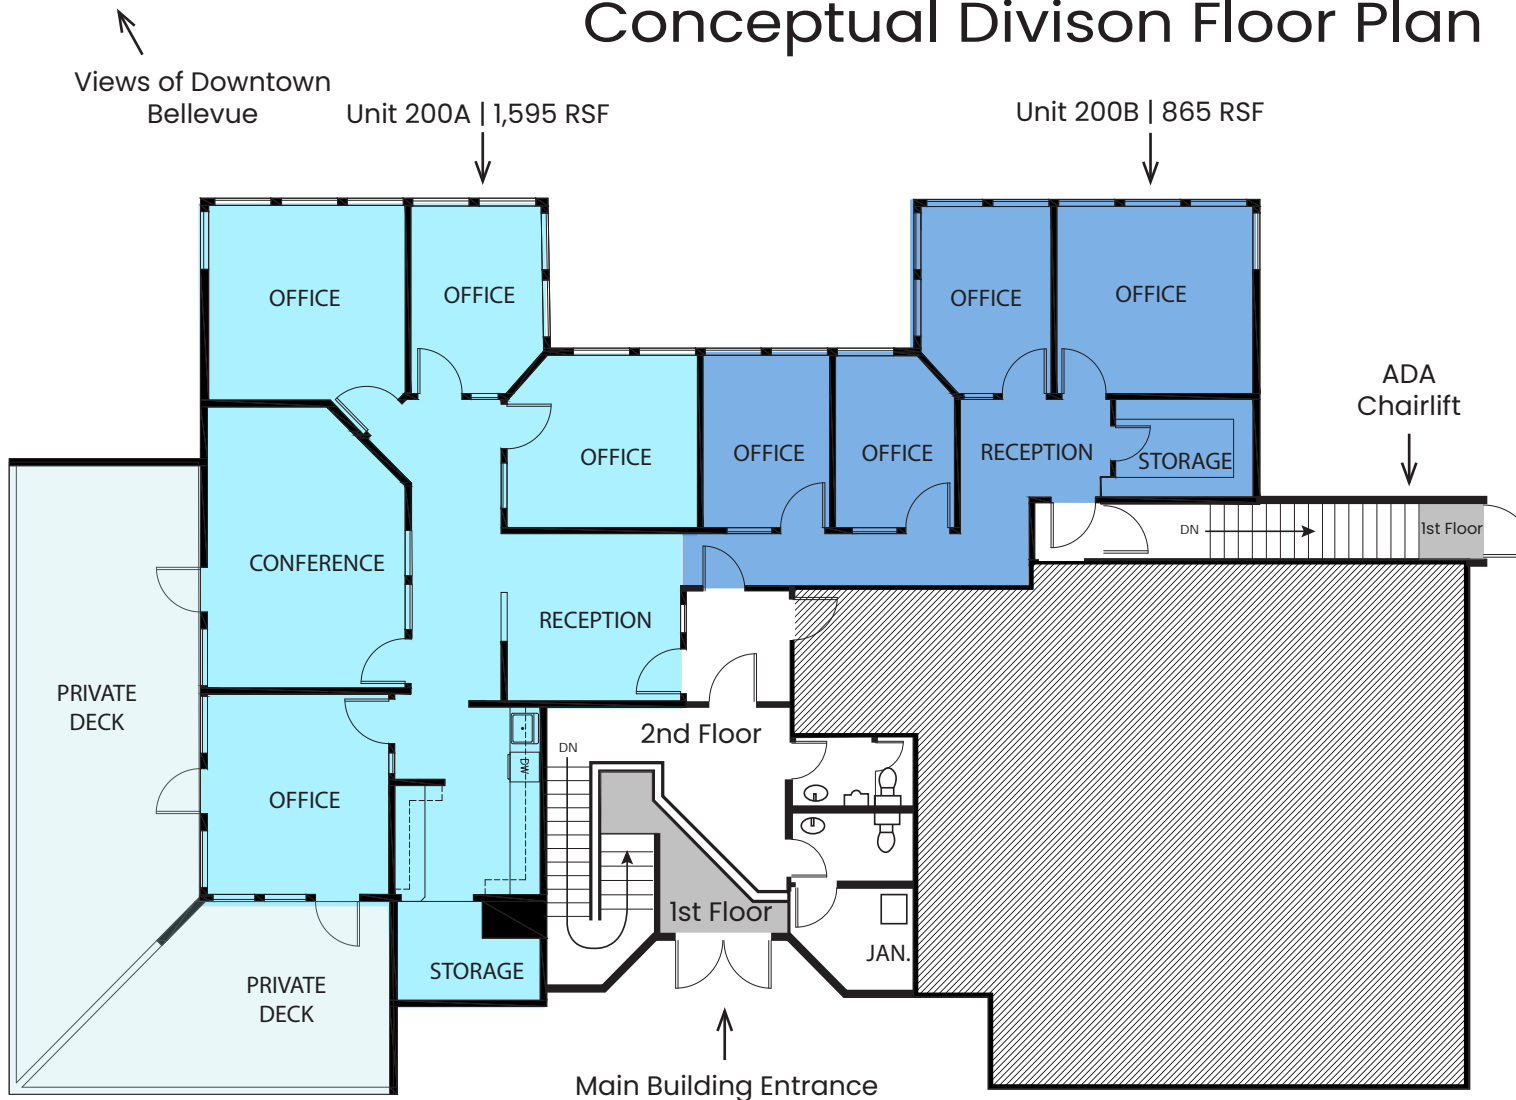 Conceptual Divison Floor Plan
Views of Downtown
Bellevue
Unit 200A | 1,595 RSF
Unit 200B | 865 RSF
OFFICE
OFFICE
OFFICE
OFFICE
ADA
Chairlift
OFFICE
OFFICE
OFFICE
RECEPTION
STORAGE
DN
1st Floor
CONFERENCE
RECEPTION
PRIVATE
DECK
2nd Floor
DN
DW
OFFICE
1st Floor
JAN.
STORAGE
PRIVATE
DECK
Main Building Entrance